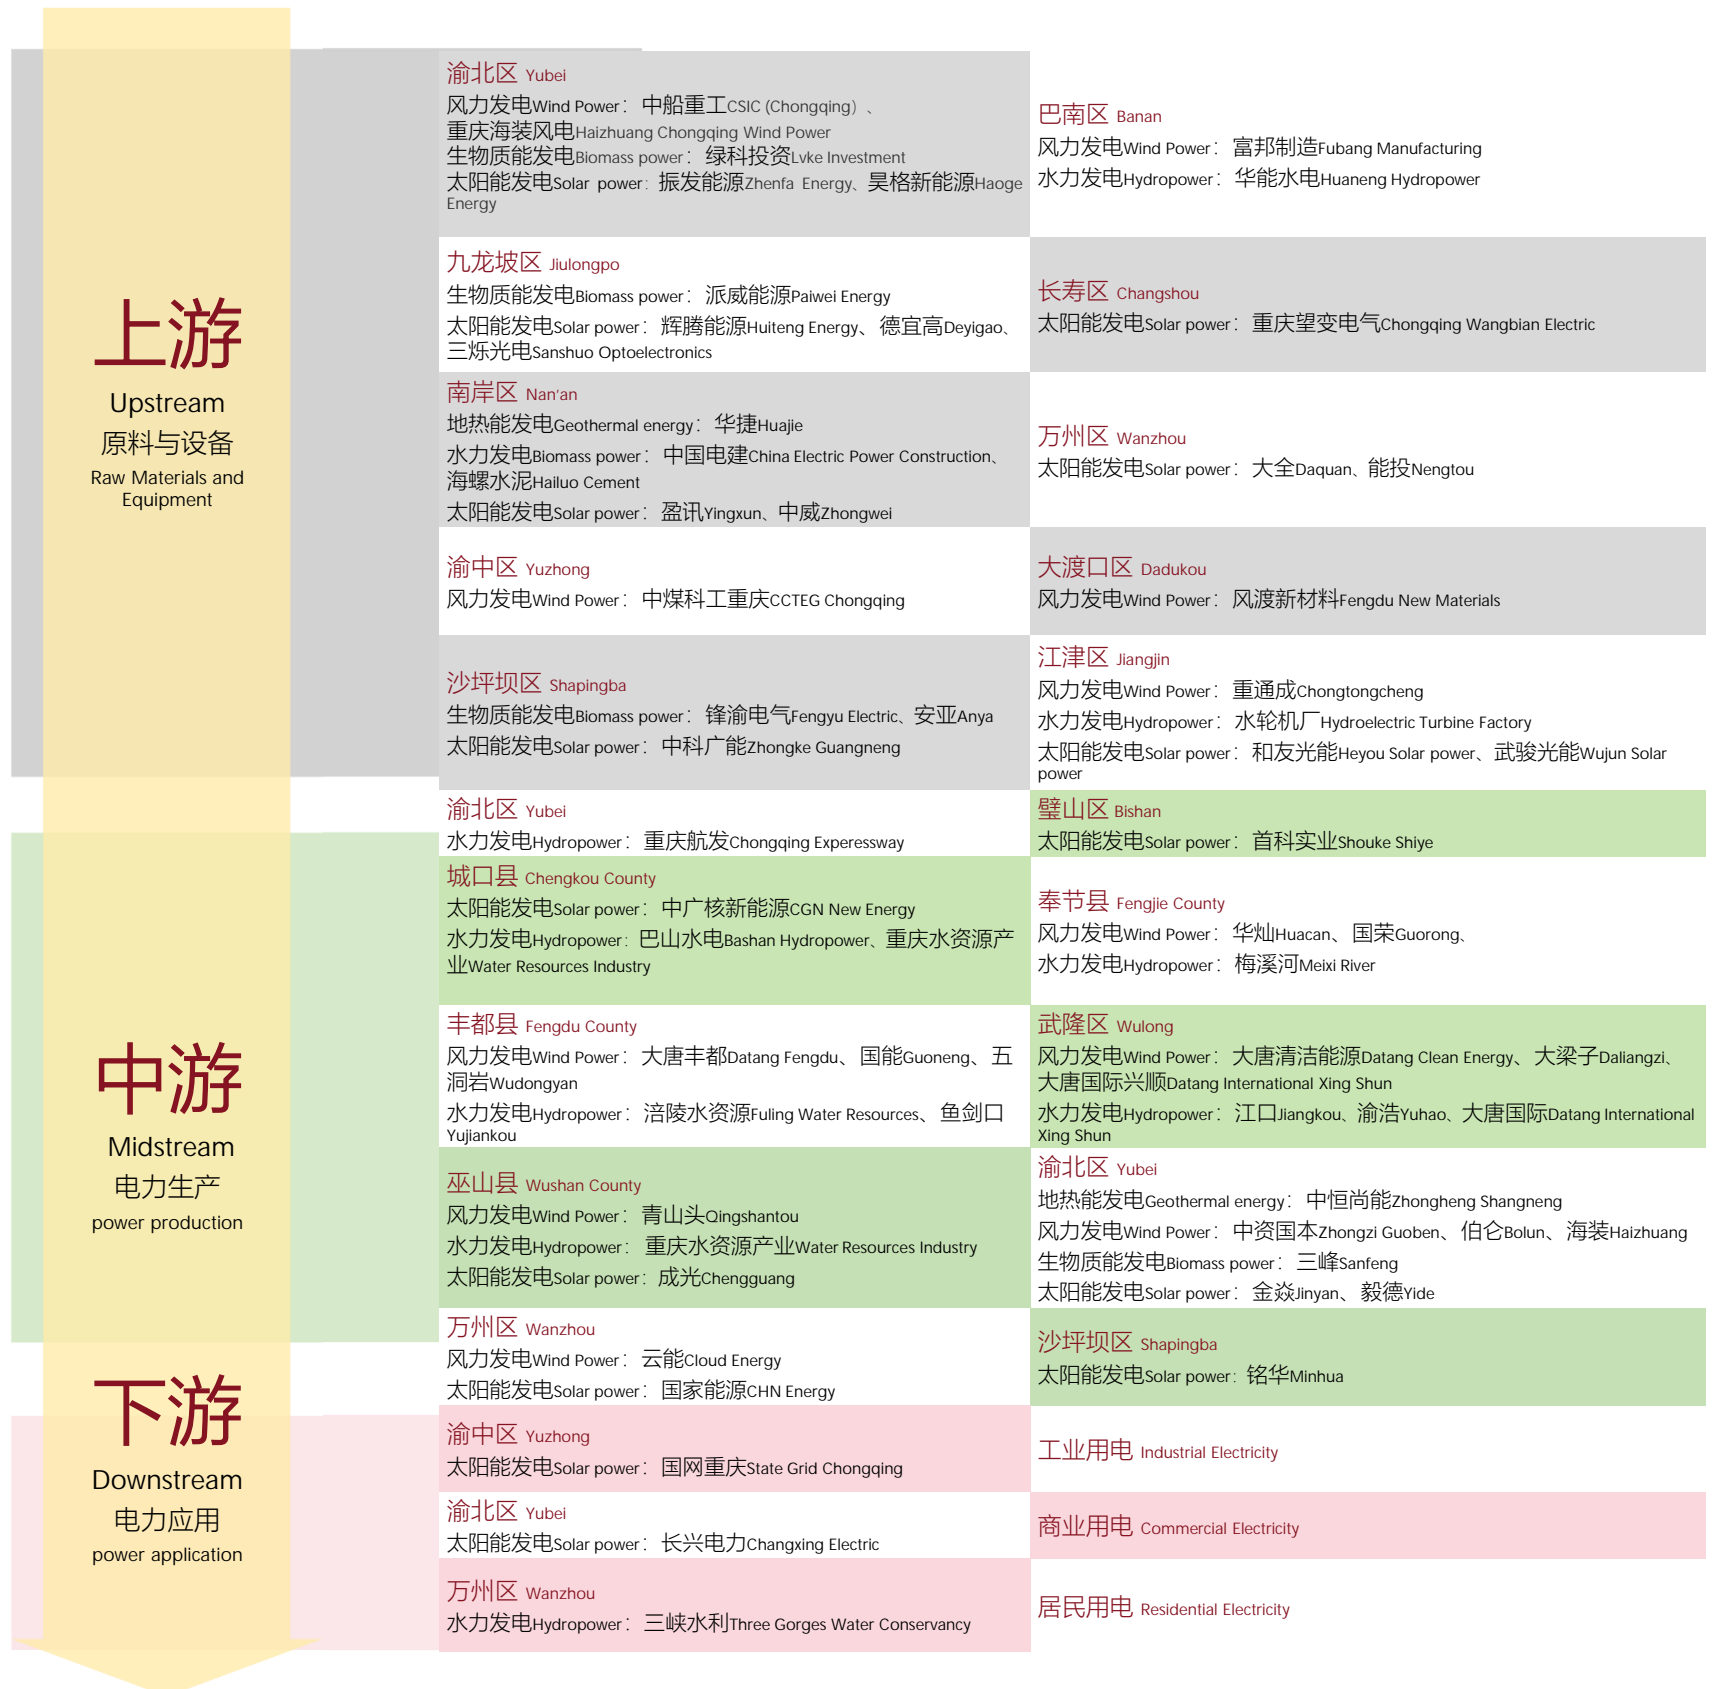 上游
Upstream
原料与设备
Raw Materials and
Equipment
渝北区 Yubei
风力发电Wind Power：中船重工CSIC (Chongqing）、
重庆海装风电Haizhuang Chongqing Wind Power
生物质能发电Biomass power：绿科投资Lvke Investment
太阳能发电Solar power：振发能源Zhenfa Energy、昊格新能源Haoge
Energy
巴南区 Banan
风力发电Wind Power：富邦制造Fubang Manufacturing
水力发电Hydropower：华能水电Huaneng Hydropower
九龙坡区 Jiulongpo
生物质能发电Biomass power：派威能源Paiwei Energy
太阳能发电Solar power：辉腾能源Huiteng Energy、德宜高Deyigao、
三烁光电Sanshuo Optoelectronics
长寿区 Changshou
太阳能发电Solar power：重庆望变电气Chongqing Wangbian Electric
南岸区 Nan’an
地热能发电Geothermal energy：华捷Huajie
水力发电Biomass power：中国电建China Electric Power Construction、
海螺水泥Hailuo Cement
太阳能发电Solar power：盈讯Yingxun、中威Zhongwei
万州区 Wanzhou
太阳能发电Solar power：大全Daquan、能投Nengtou
渝中区 Yuzhong
风力发电Wind Power：中煤科工重庆CCTEG Chongqing
大渡口区 Dadukou
风力发电Wind Power：风渡新材料Fengdu New Materials
沙坪坝区 Shapingba
生物质能发电Biomass power：锋渝电气Fengyu Electric、安亚Anya
太阳能发电Solar power：中科广能Zhongke Guangneng
江津区 Jiangjin
风力发电Wind Power：重通成Chongtongcheng
水力发电Hydropower：水轮机厂Hydroelectric Turbine Factory
太阳能发电Solar power：和友光能Heyou Solar power、武骏光能Wujun Solar
power
中游
Midstream
电力生产
power production
渝北区 Yubei
水力发电Hydropower：重庆航发Chongqing Experessway
璧山区 Bishan
太阳能发电Solar power：首科实业Shouke Shiye
城口县 Chengkou County
太阳能发电Solar power：中广核新能源CGN New Energy
水力发电Hydropower：巴山水电Bashan Hydropower、重庆水资源产
业Water Resources Industry
奉节县 Fengjie County
风力发电Wind Power：华灿Huacan、国荣Guorong、
水力发电Hydropower：梅溪河Meixi River
丰都县 Fengdu County
风力发电Wind Power：大唐丰都Datang Fengdu、国能Guoneng、五
洞岩Wudongyan
水力发电Hydropower：涪陵水资源Fuling Water Resources、鱼剑口
Yujiankou
武隆区 Wulong
风力发电Wind Power：大唐清洁能源Datang Clean Energy、大梁子Daliangzi、
大唐国际兴顺Datang International Xing Shun
水力发电Hydropower：江口Jiangkou、渝浩Yuhao、大唐国际Datang International
Xing Shun
巫山县 Wushan County
风力发电Wind Power：青山头Qingshantou
水力发电Hydropower：重庆水资源产业Water Resources Industry
太阳能发电Solar power：成光Chengguang
渝北区 Yubei
地热能发电Geothermal energy：中恒尚能Zhongheng Shangneng
风力发电Wind Power：中资国本Zhongzi Guoben、伯仑Bolun、海装Haizhuang
生物质能发电Biomass power：三峰Sanfeng
太阳能发电Solar power：金焱Jinyan、毅德Yide
万州区 Wanzhou
风力发电Wind Power：云能Cloud Energy
太阳能发电Solar power：国家能源CHN Energy
沙坪坝区 Shapingba
太阳能发电Solar power：铭华Minhua
下游
Downstream
电力应用
power application
渝中区 Yuzhong
太阳能发电Solar power：国网重庆State Grid Chongqing
工业用电 Industrial Electricity
渝北区 Yubei
太阳能发电Solar power：长兴电力Changxing Electric
商业用电 Commercial Electricity
万州区 Wanzhou
水力发电Hydropower：三峡水利Three Gorges Water Conservancy
居民用电 Residential Electricity